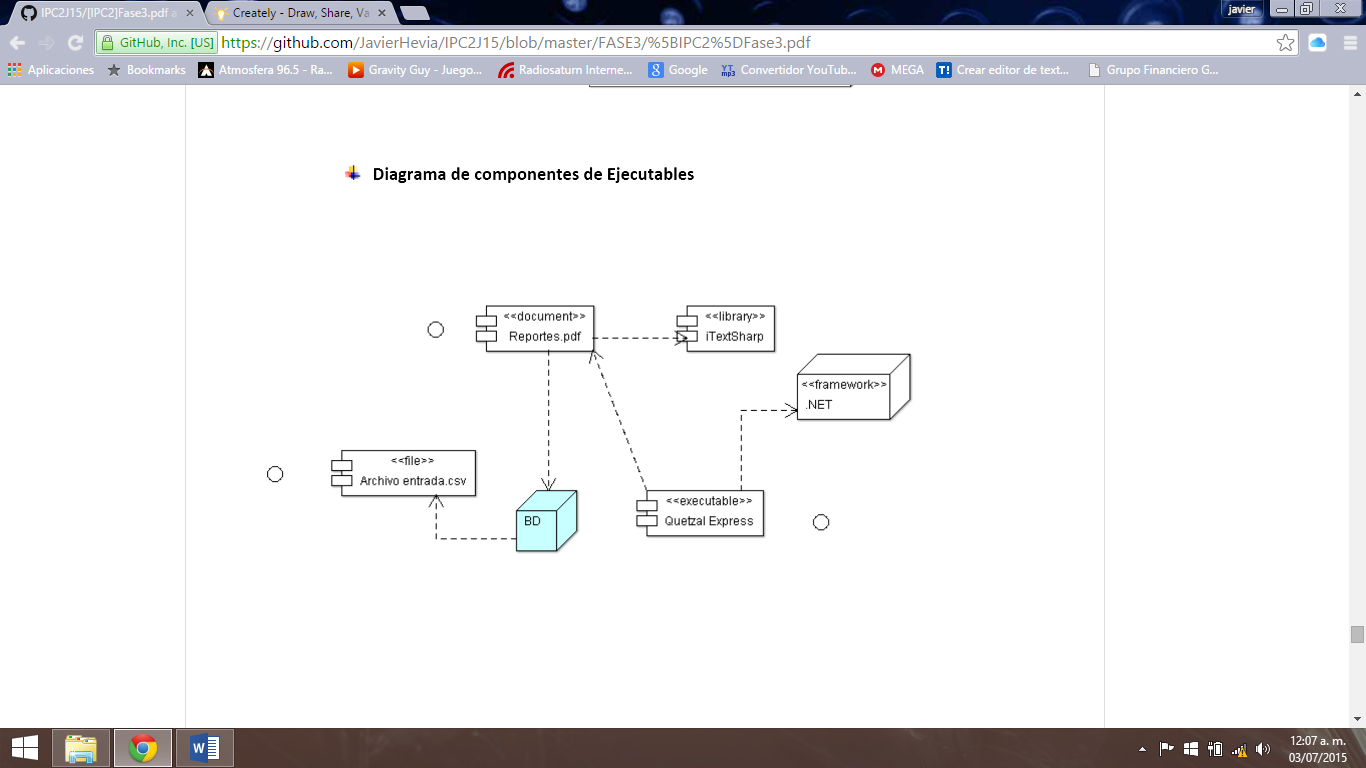 javier
IPC2J15/[IPC2]Fase3.pdf a
Creately - Draw, Share, Va
GitHub, Inc. [US]
https://github.com/JavierHevia/IPC2J15/blob/master/FASE3/%5BIPC2%5DFase3.pdf
Aplicaciones
Bookmarks
Atmosfera 96.5 - Ra...
Gravity Guy - Juego...
Radiosaturn Interne...
Google
YT mp3
Convertidor YouTub...
MEGA
T!
Crear editor de text...
Grupo Financiero G...
Diagrama de componentes de Ejecutables
<<document>>
Reportes.pdf
<<library>>
iTextSharp
<<framework>>
.NET
<<file>>
Archivo entrada.csv
BD
<<executable>>
Quetzal Express
12:07 a. m.
03/07/2015